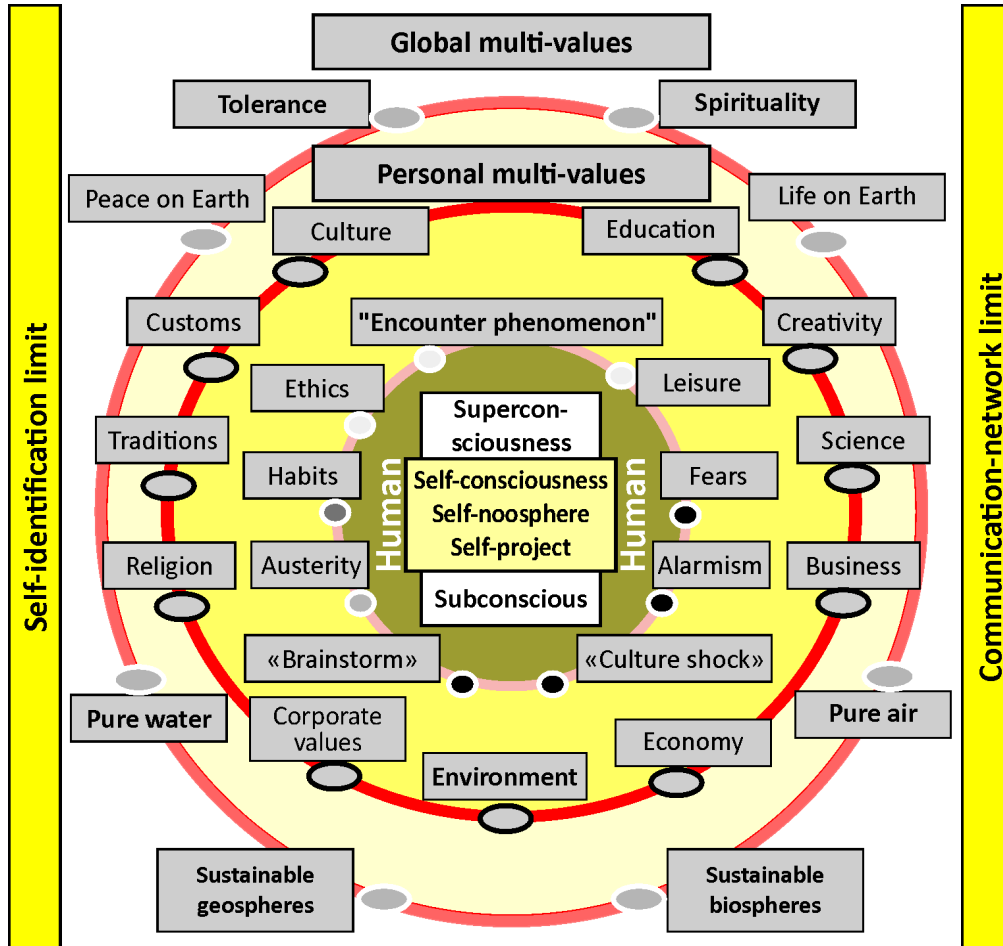 Global multi-values
Tolerance
Spirituality
Personal multi-values
Peace on Earth
Life on Earth
Culture
Education
Customs
"Encounter phenomenon"
Creativity
Ethics
Leisure
Supercon-
sciousness
Traditions
Science
Habits
Fears
Self-consciousness
Self-noosphere
Self-project
Human
Human
Religion
Austerity
Alarmism
Business
Subconscious
«Brainstorm»
«Culture shock»
Pure water
Pure air
Corporate
values
Economy
Environment
Sustainable
geospheres
Sustainable
biospheres
Self-identification limit
Communication-network limit